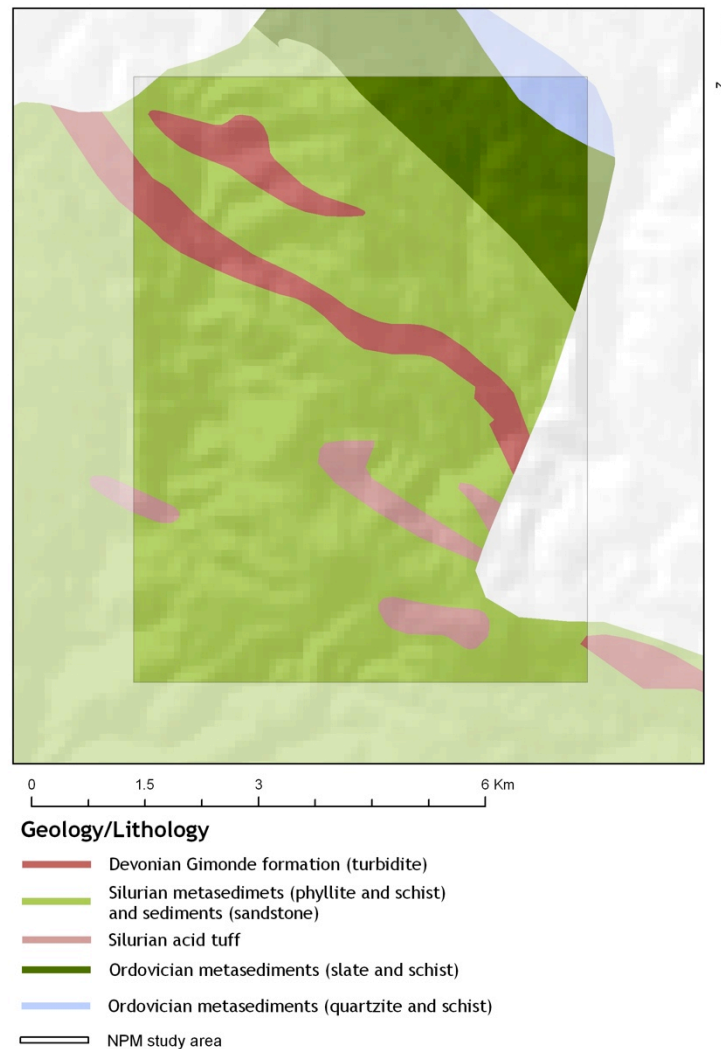 0 1.5 3 6 Km
Geology/Lithology
Devonian Gimonde formation (turbidite)
Silurian metasedimets (phyllite and schist)
and sediments (sandstone)
Silurian acid tuff
Ordovician metasediments (slate and schist)
Ordovician metasediments (quartzite and schist)
NPM study area